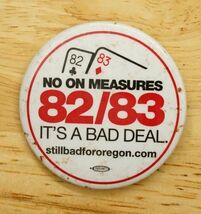 82 83
NO ON MEASURES
82/83
IT'S A BAD DEAL.
stillbadfororegon.com